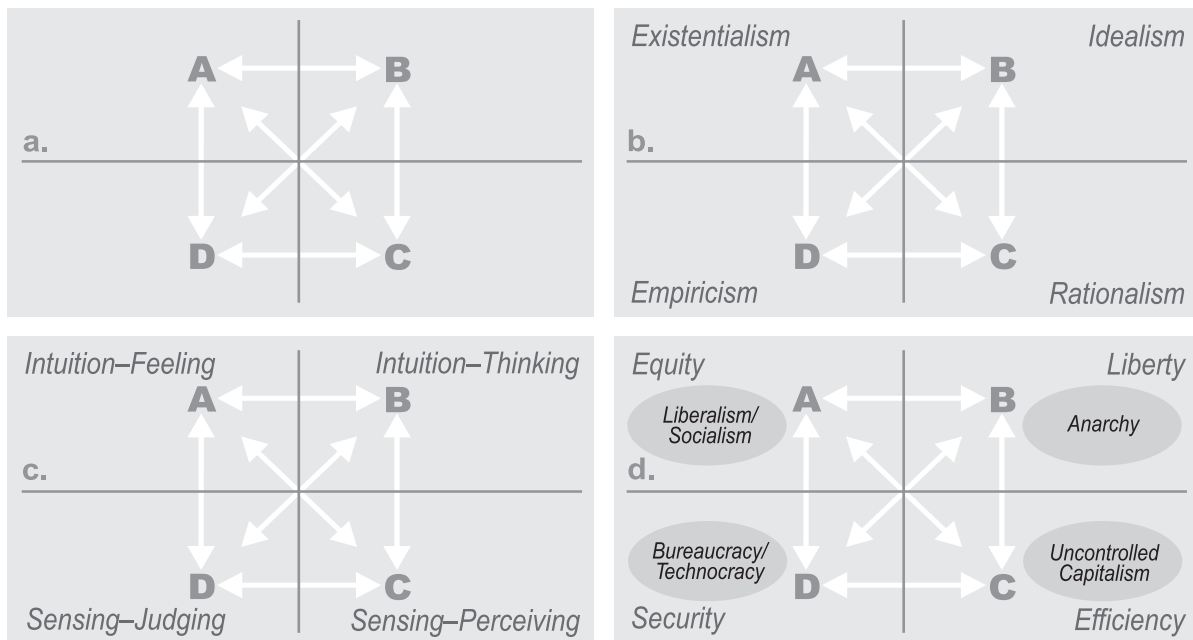 A B
a.
D C
Existentialism Idealism
A B
b.
D C
Empiricism Rationalism
Intuition–Feeling Intuition–Thinking
A B
c.
D C
Sensing–Judging Sensing–Perceiving
Equity Liberty
A B
Liberalism/
Socialism
Anarchy
d.
Bureaucracy/
Technocracy
Uncontrolled
Capitalism
D C
Security Efficiency